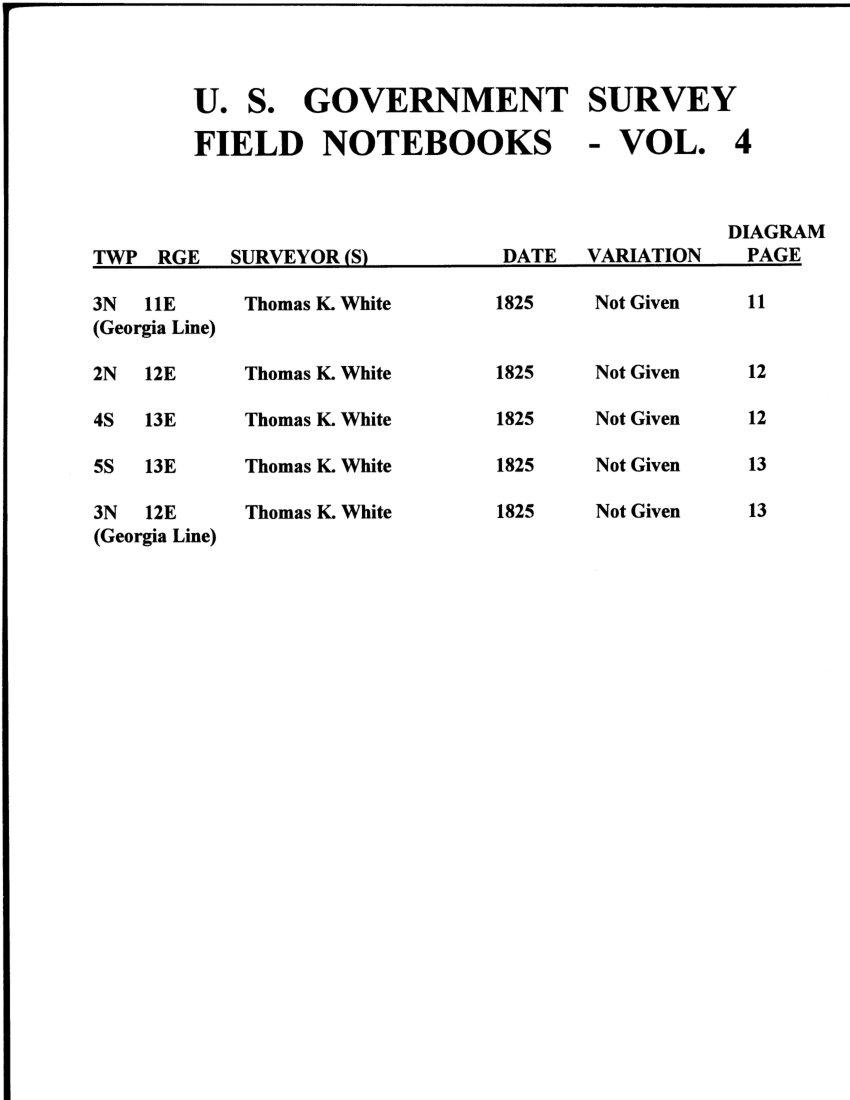 U. S. GOVERNMENT SURVEY
FIELD NOTEBOOKS - VOL. 4
DIAGRAM
TWP RGE SURVEYOR (S) DATE VARIATION PAGE
3N 11E Thomas K. White 1825 Not Given 11
(Georgia Line)
2N 12E Thomas K. White 1825 Not Given 12
4S 13E Thomas K. White 1825 Not Given 12
5S 13E Thomas K. White 1825 Not Given 13
3N 12E Thomas K. White 1825 Not Given 13
(Georgia Line)